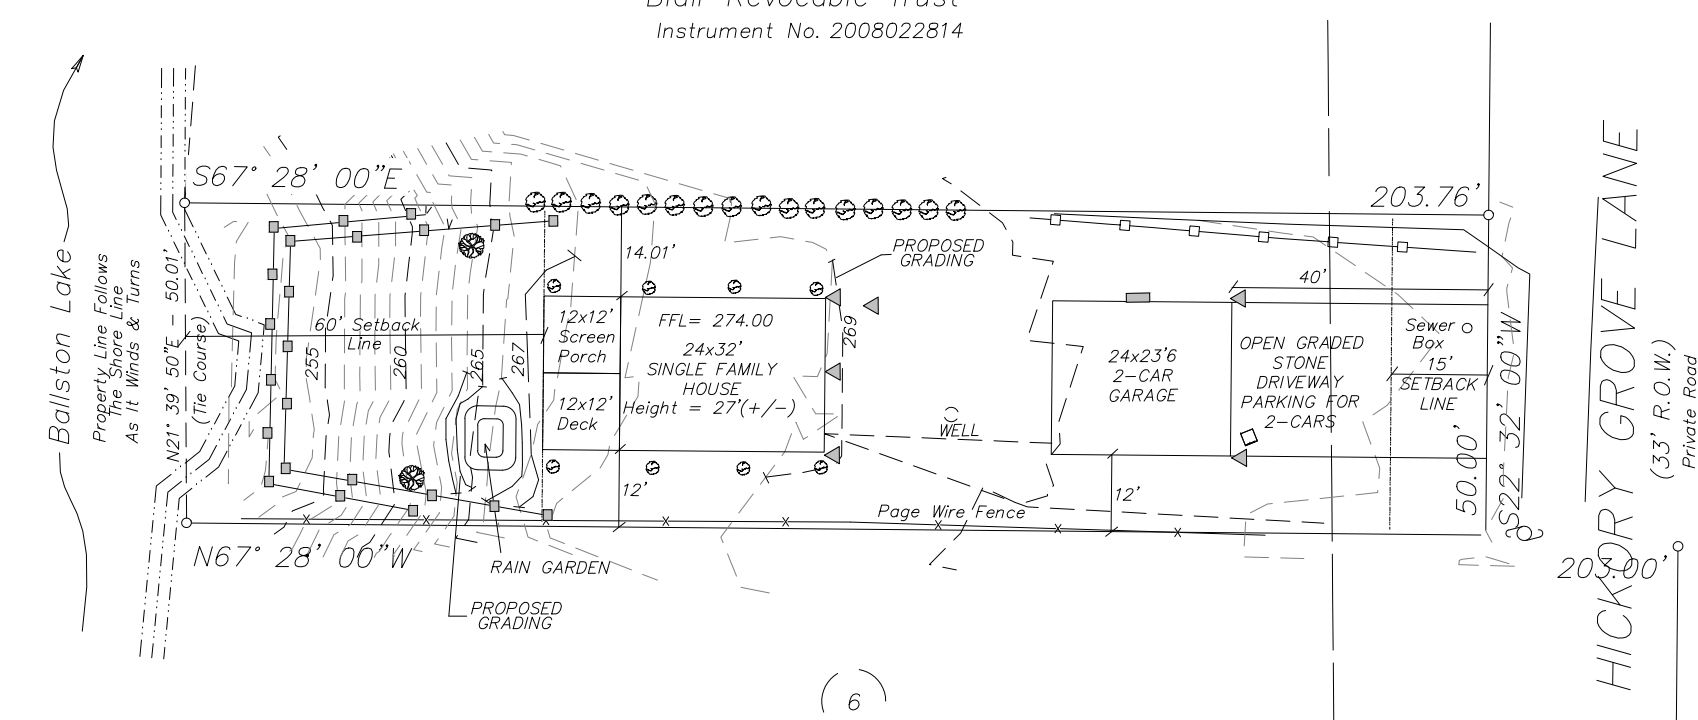 Blair Revocable Trust
Instrument No. 2008022814
S67° 28' 00"E
203.76'
Ballston Lake
Property Line Follows
The Shore Line
As It Winds & Turns
N21° 39' 50"E - 50.01'
(Tie Course)
60' Setback
Line
255
260
265
267
14.01'
12x12'
Screen
Porch
12x12'
Deck
FFL= 274.00
24x32'
SINGLE FAMILY
HOUSE
Height = 27'(+/-)
269
PROPOSED
GRADING
WELL
40'
24x23'6
2-CAR
GARAGE
OPEN GRADED
STONE
DRIVEWAY
PARKING FOR
2-CARS
Sewer
Box
15'
SETBACK
LINE
12'
12'
Page Wire Fence
50.00'
S22° 32' 00"W
HICKORY GROVE LANE
(33' R.O.W.)
Private Road
N67° 28' 00"W
RAIN GARDEN
203.00'
PROPOSED
GRADING
6